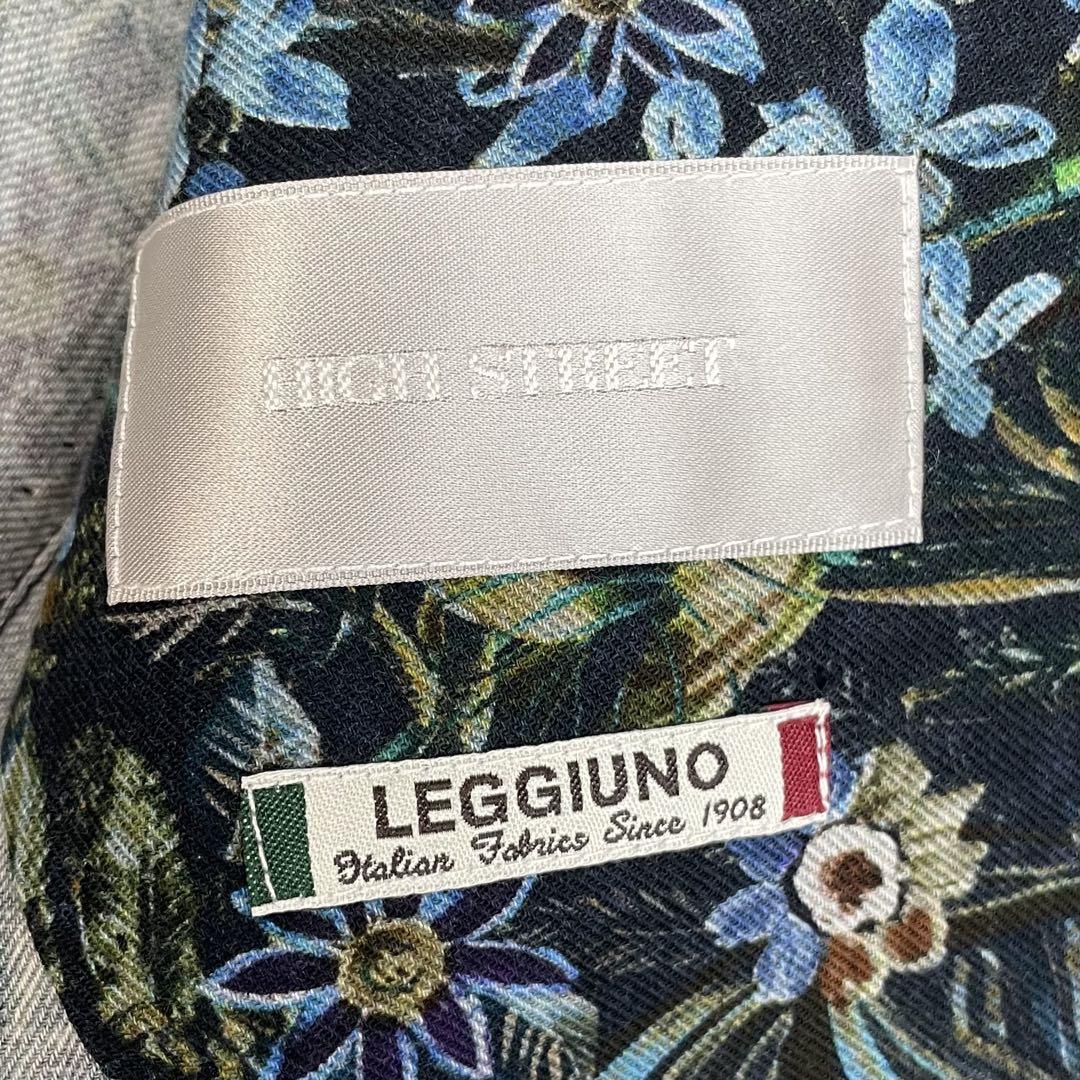 HIGH STREET
LEGGIUNO
Italian Fabrics Since 1908